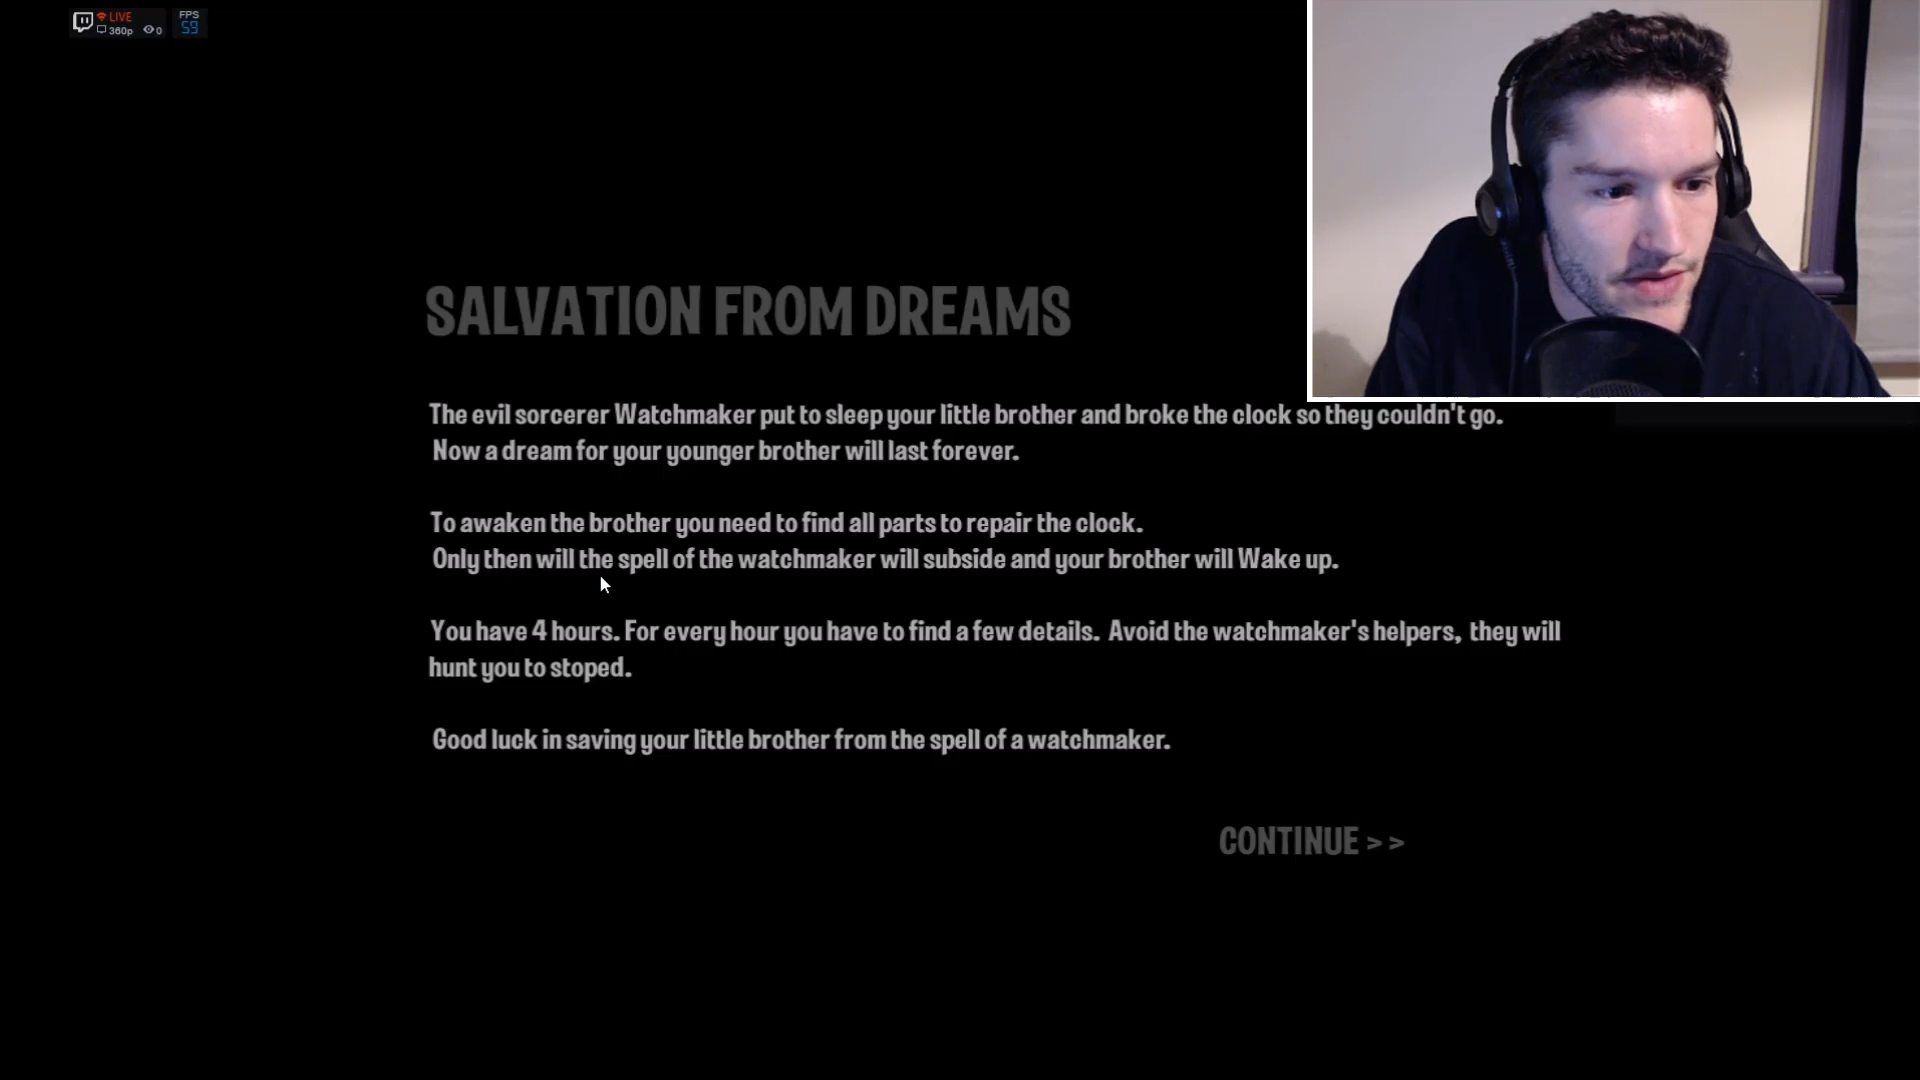 LIVE
360p 0
FPS
59
SALVATION FROM DREAMS
The evil sorcerer Watchmaker put to sleep your little brother and broke the clock so they couldn't go.
Now a dream for your younger brother will last forever.
To awaken the brother you need to find all parts to repair the clock.
Only then will the spell of the watchmaker will subside and your brother will Wake up.
You have 4 hours. For every hour you have to find a few details. Avoid the watchmaker's helpers, they will
hunt you to stoped.
Good luck in saving your little brother from the spell of a watchmaker.
CONTINUE > >